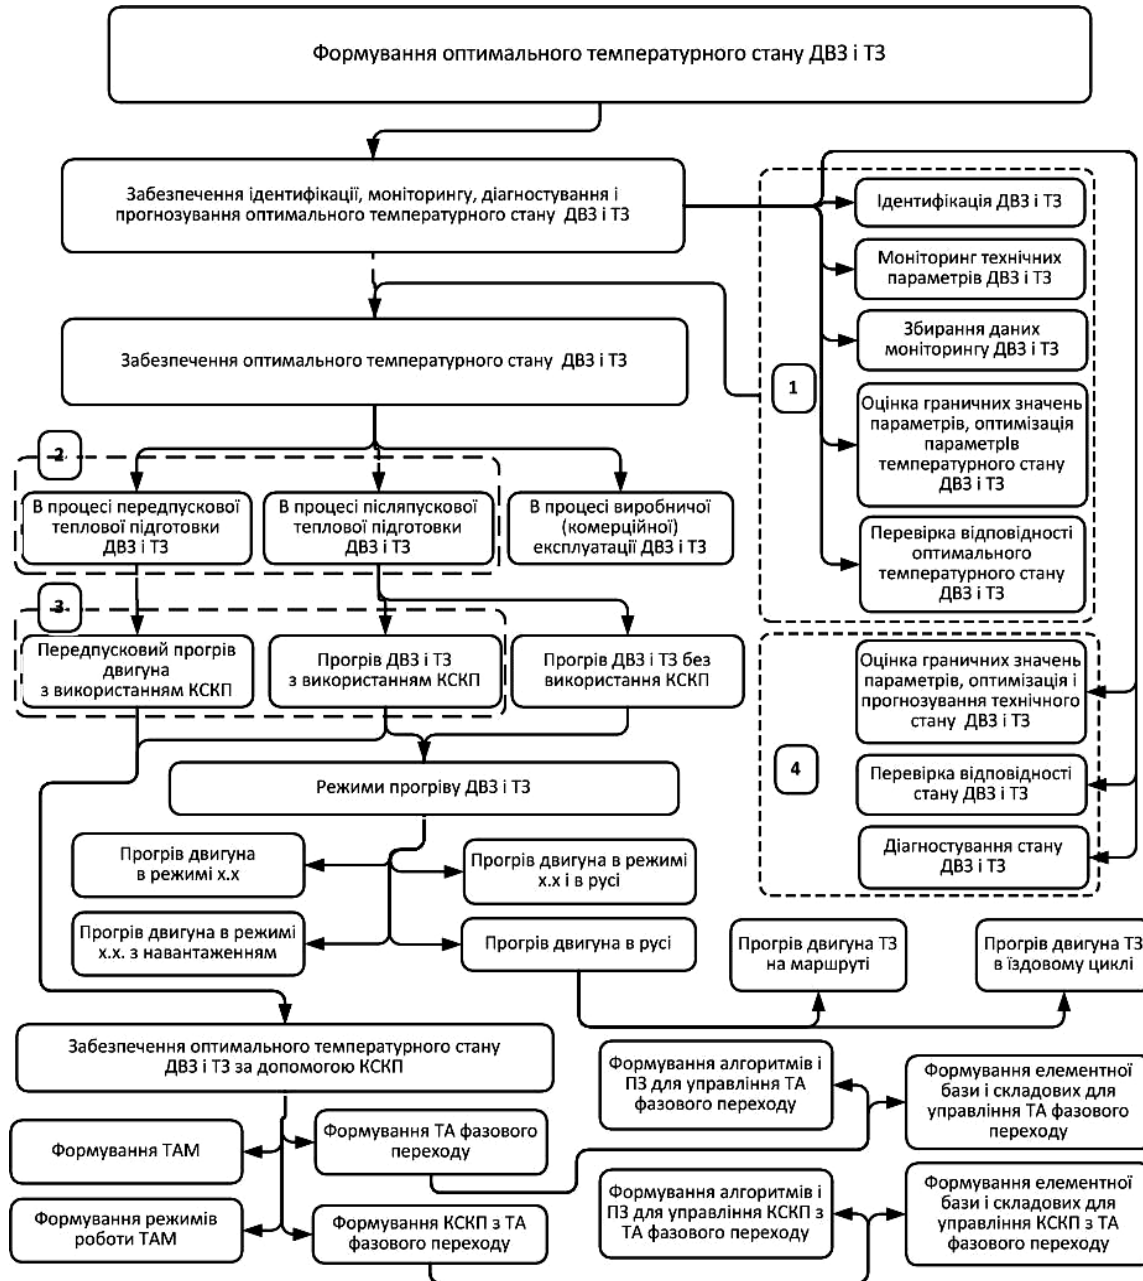 Формування оптимального температурного стану ДВЗ і ТЗ
Забезпечення ідентифікації, моніторингу, діагностування і
прогнозування оптимального температурного стану ДВЗ і ТЗ
Ідентифікація ДВЗ і ТЗ
Моніторинг технічних
параметрів ДВЗ і ТЗ
Збирання даних
моніторингу ДВЗ і ТЗ
Забезпечення оптимального температурного стану ДВЗ і ТЗ
1
Оцінка граничних значень
параметрів, оптимізація
параметрів
температурного стану
ДВЗ і ТЗ
Перевірка відповідності
оптимального
температурного стану
ДВЗ і ТЗ
2
В процесі передпускової
теплової підготовки
ДВЗ і ТЗ
В процесі післяпускової
теплової підготовки
ДВЗ і ТЗ
В процесі виробничої
(комерційної)
експлуатації ДВЗ і ТЗ
3
Передпусковий прогрів
двигуна
з використанням КСКП
Прогрів ДВЗ і ТЗ
з використанням КСКП
Прогрів ДВЗ і ТЗ без
використання КСКП
Оцінка граничних значень
параметрів, оптимізація і
прогнозування технічного
стану ДВЗ і ТЗ
4
Перевірка відповідності
стану ДВЗ і ТЗ
Діагностування стану
ДВЗ і ТЗ
Режими прогріву ДВЗ і ТЗ
Прогрів двигуна
в режимі х.х
Прогрів двигуна в режимі
х.х і в русі
Прогрів двигуна в режимі
х.х. з навантаженням
Прогрів двигуна в русі
Прогрів двигуна ТЗ
на маршруті
Прогрів двигуна ТЗ
в їздовому циклі
Забезпечення оптимального температурного стану
ДВЗ і ТЗ за допомогою КСКП
Формування алгоритмів і
ПЗ для управління ТА
фазового переходу
Формування елементної
бази і складових для
управління ТА фазового
переходу
Формування ТАМ
Формування ТА фазового
переходу
Формування режимів
роботи ТАМ
Формування КСКП з ТА
фазового переходу
Формування алгоритмів і
ПЗ для управління КСКП з
ТА фазового переходу
Формування елементної
бази і складових для
управління КСКП з ТА
фазового переходу